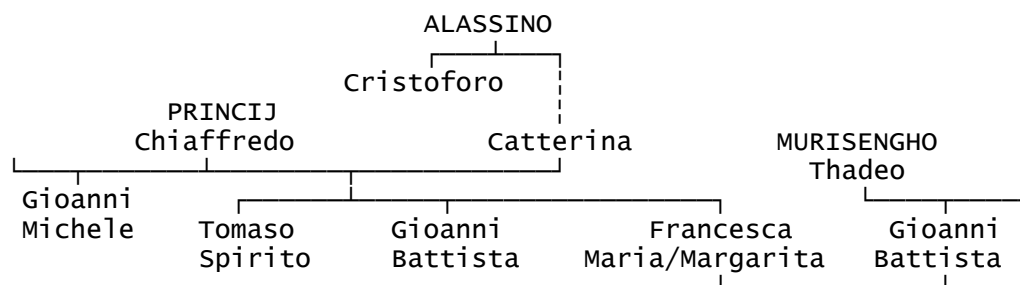 ALASSINO
Cristoforo
PRINCIJ
Chiaffredo Catterina MURISENGHO
Thadeo
Gioanni
Michele Tomaso Gioanni Francesca Gioanni
Spirito Battista Maria/Margarita Battista